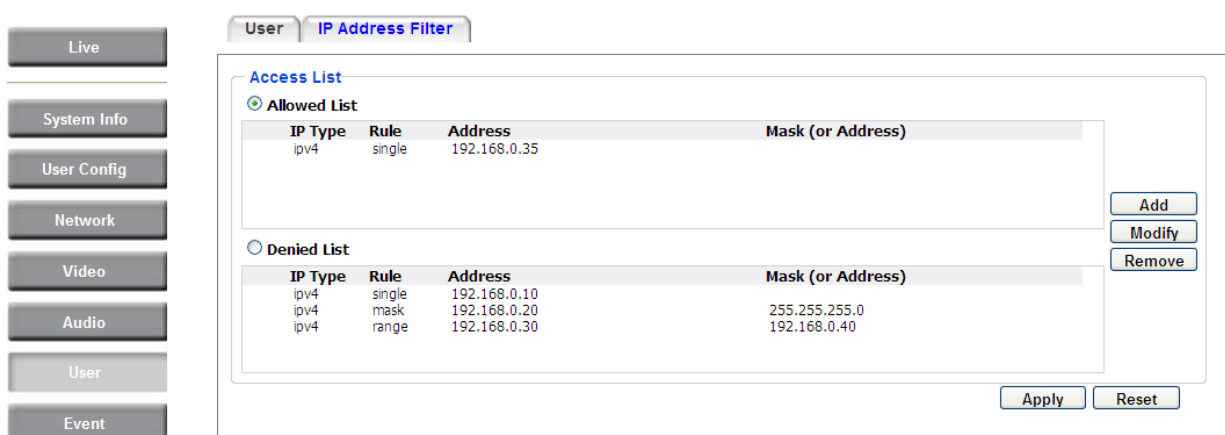 Live
System Info
User Config
Network
Video
Audio
User
Event
User IP Address Filter
Access List
Allowed List
IP Type Rule Address Mask (or Address)
ipv4 single 192.168.0.35
Denied List
IP Type Rule Address Mask (or Address)
ipv4 single 192.168.0.10
ipv4 mask 192.168.0.20 255.255.255.0
ipv4 range 192.168.0.30 192.168.0.40
Add
Modify
Remove
Apply Reset